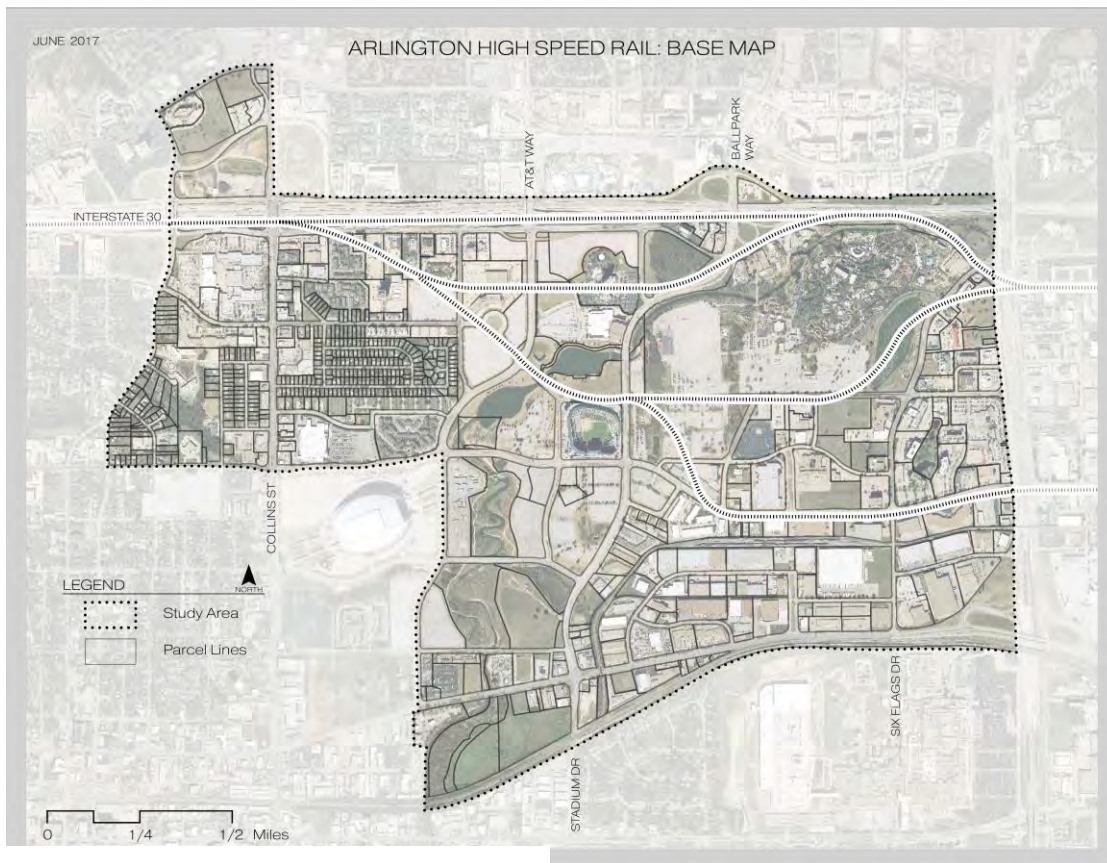 JUNE 2017
ARLINGTON HIGH SPEED RAIL: BASE MAP
AT&T WAY
BALLPARK
WAY
INTERSTATE 30
COLLINS ST
LEGEND
NORTH
Study Area
Parcel Lines
SIX FLAGS DR
STADIUM DR
0 1/4 1/2 Miles